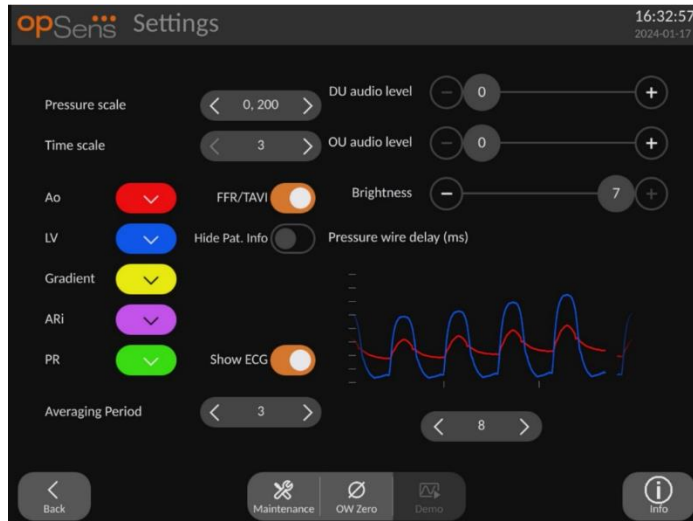 opSens Settings
16:32:57
2024-01-17
Pressure scale
0, 200
DU audio level
0
Time scale
3
OU audio level
0
Ao
FFR/TAVI
Brightness
7
LV
Hide Pat. Info
Pressure wire delay (ms)
Gradient
ARi
PR
Show ECG
Averaging Period
3
8
Back
Maintenance
OW Zero
Demo
Info